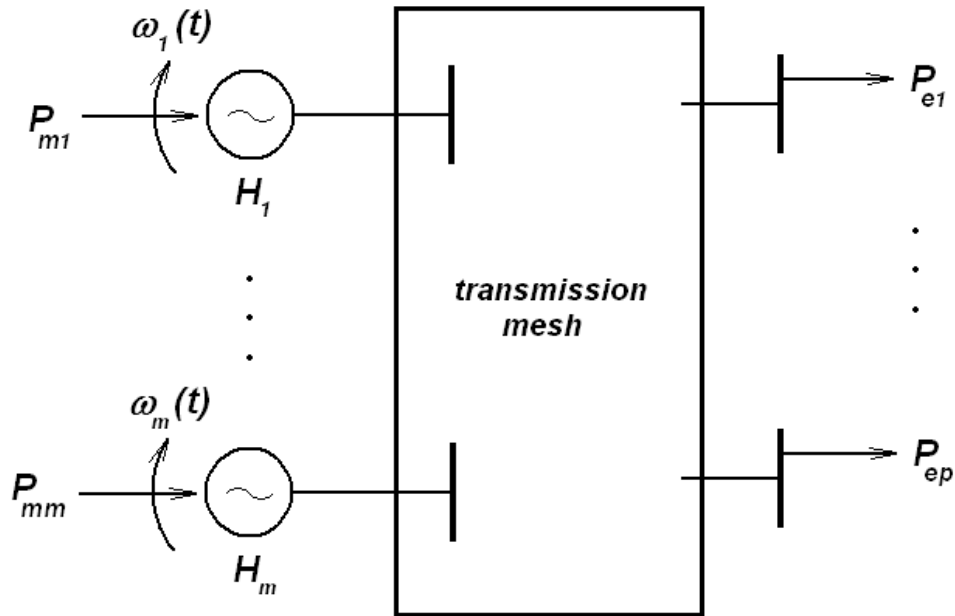 ω1(t)
Pm1
H1
Pe1
transmission
mesh
ωm(t)
Pmm
Hm
Pep